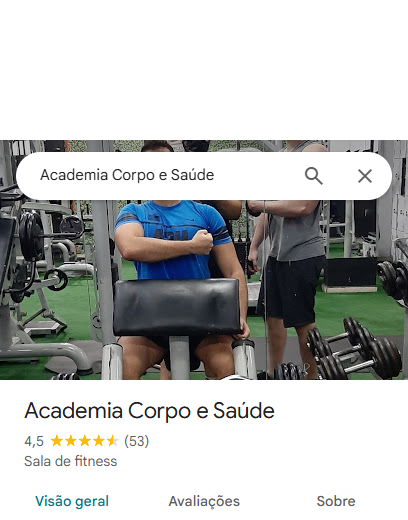 Academia Corpo e Saúde
Academia Corpo e Saúde
4,5 (53)
Sala de fitness
Visão geral Avaliações Sobre